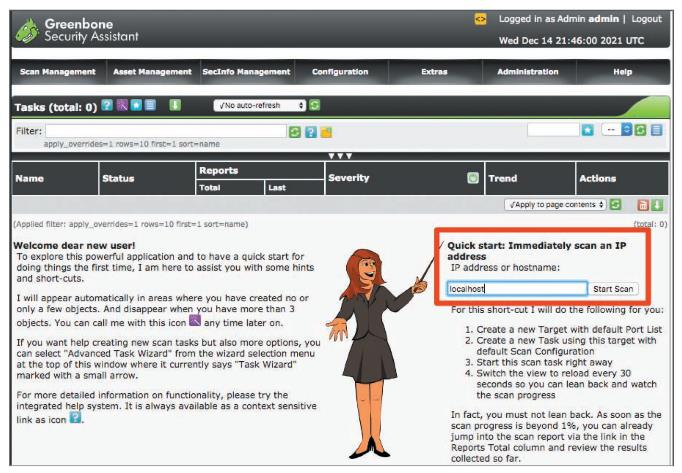 Greenbone
Security Assistant
Logged in as Admin admin | Logout
Wed Dec 14 21:46:00 2021 UTC
Scan Management Asset Management SecInfo Management Configuration Extras Administration Help
Tasks (total: 0) √No auto-refresh
Filter: --
apply_overrides=1 rows=10 first=1 sort=name
Name Status Reports Severity Trend Actions
Total Last
√Apply to page contents
(Applied filter: apply_overrides=1 rows=10 first=1 sort=name) (total: 0)
Welcome dear new user!
To explore this powerful application and to have a quick start for
doing things the first time, I am here to assist you with some hints
and short-cuts.
I will appear automatically in areas where you have created no or
only a few objects. And disappear when you have more than 3
objects. You can call me with this icon any time later on.
If you want help creating new scan tasks but also more options, you
can select "Advanced Task Wizard" from the wizard selection menu
at the top of this window where it currently says "Task Wizard"
marked with a small arrow.
For more detailed information on functionality, please try the
integrated help system. It is always available as a context sensitive
link as icon ?.
Quick start: Immediately scan an IP
address
IP address or hostname:
localhost Start Scan
For this short-cut I will do the following for you:
1. Create a new Target with default Port List
2. Create a new Task using this target with
default Scan Configuration
3. Start this scan task right away
4. Switch the view to reload every 30
seconds so you can lean back and watch
the scan progress
In fact, you must not lean back. As soon as the
scan progress is beyond 1%, you can already
jump into the scan report via the link in the
Reports Total column and review the results
collected so far.